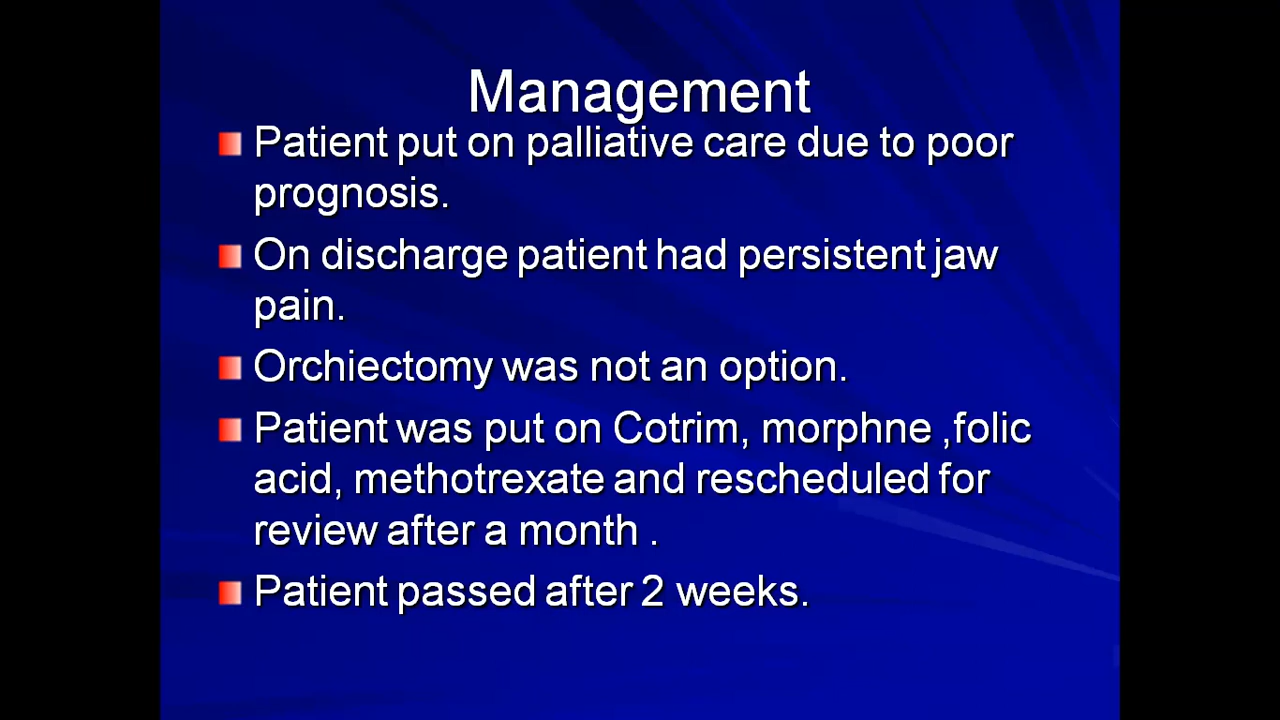 Management
Patient put on palliative care due to poor
prognosis.
On discharge patient had persistent jaw
pain.
Orchiectomy was not an option.
Patient was put on Cotrim, morphne ,folic
acid, methotrexate and rescheduled for
review after a month .
Patient passed after 2 weeks.